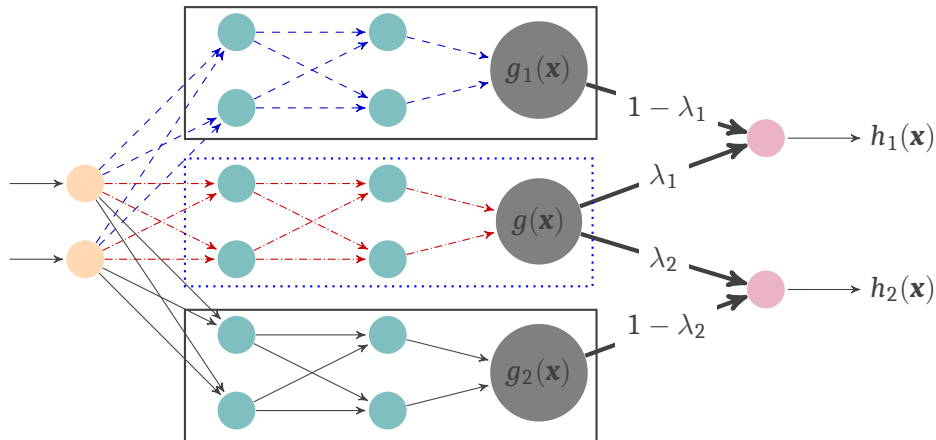 g₁(𝐱)
1 − λ₁
h₁(𝐱)
λ₁
g(𝐱)
λ₂
h₂(𝐱)
1 − λ₂
g₂(𝐱)